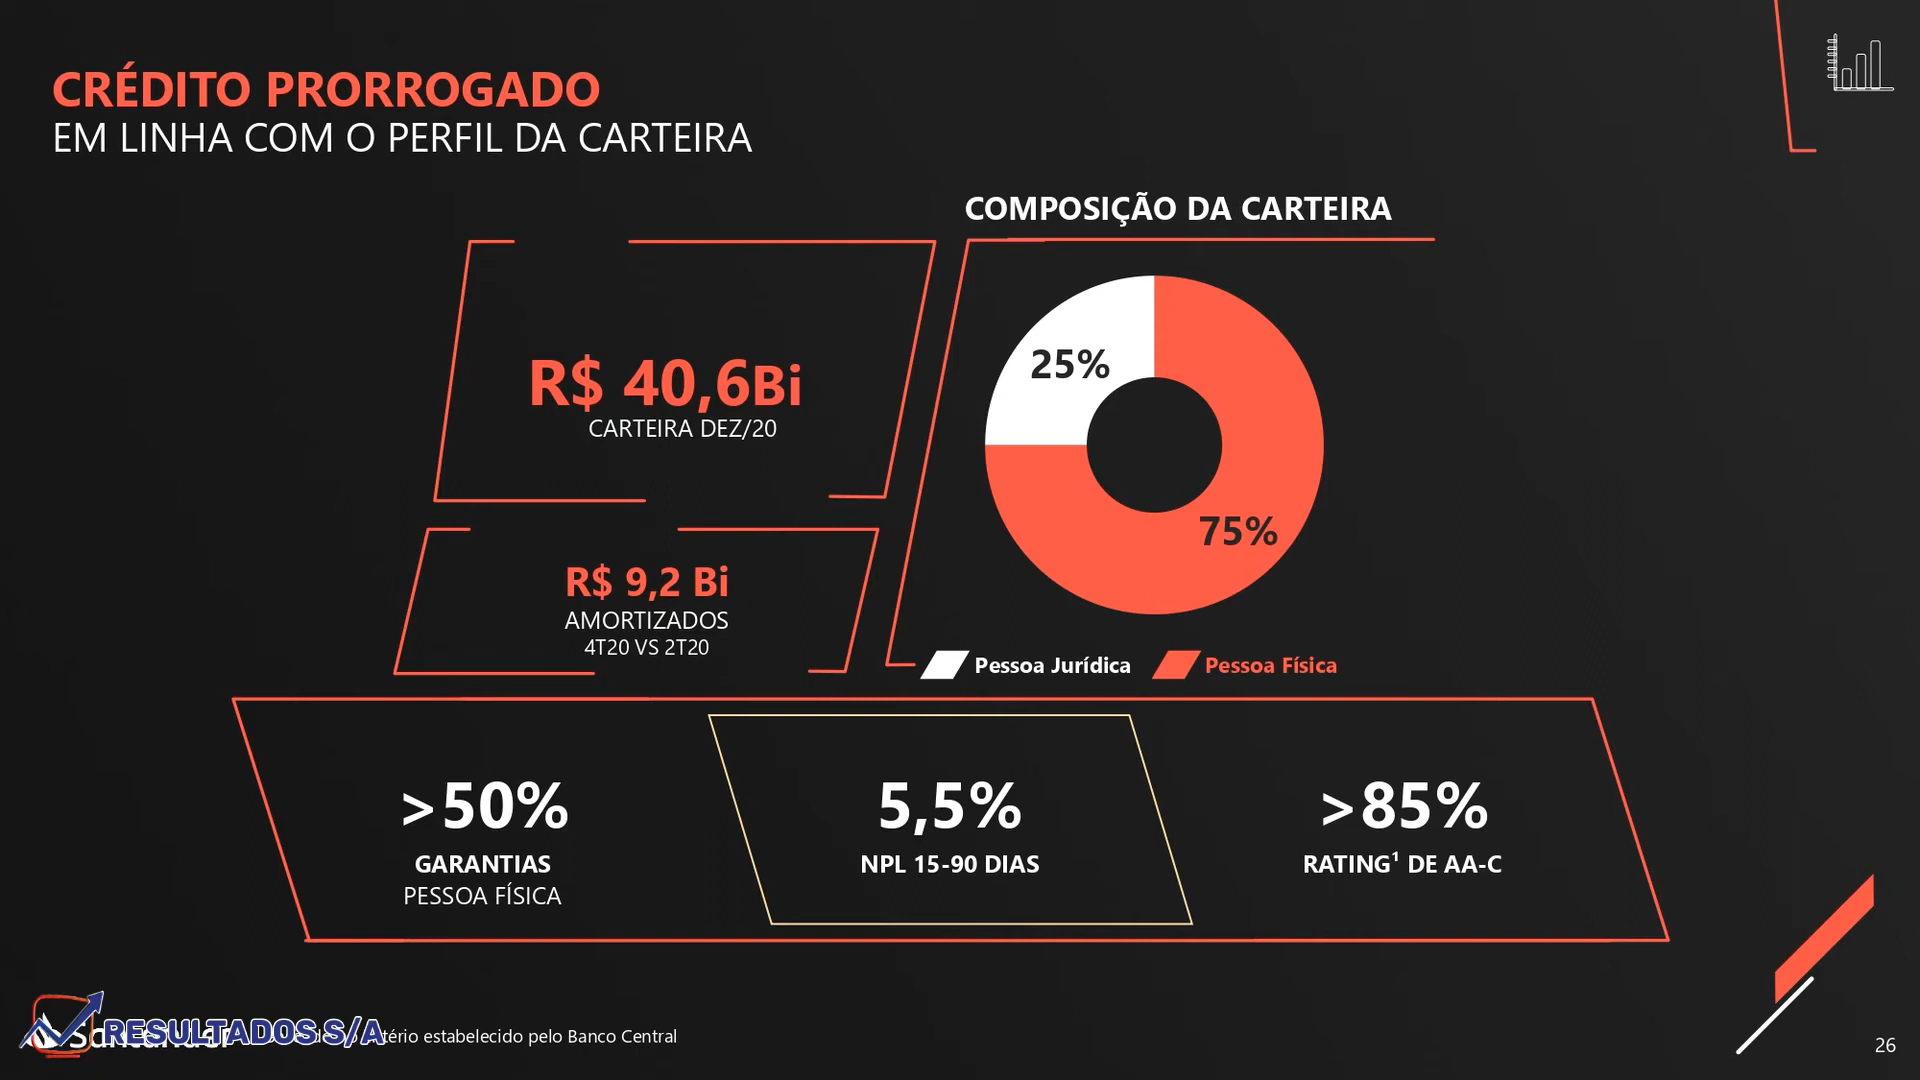 CRÉDITO PRORROGADO
EM LINHA COM O PERFIL DA CARTEIRA
COMPOSIÇÃO DA CARTEIRA
R$ 40,6Bi
CARTEIRA DEZ/20
25%
75%
R$ 9,2 Bi
AMORTIZADOS
4T20 VS 2T20
Pessoa Jurídica
Pessoa Física
>50%
GARANTIAS
PESSOA FÍSICA
5,5%
NPL 15-90 DIAS
>85%
RATING¹ DE AA-C
RESULTADOS S/A
estabelecido pelo Banco Central
26